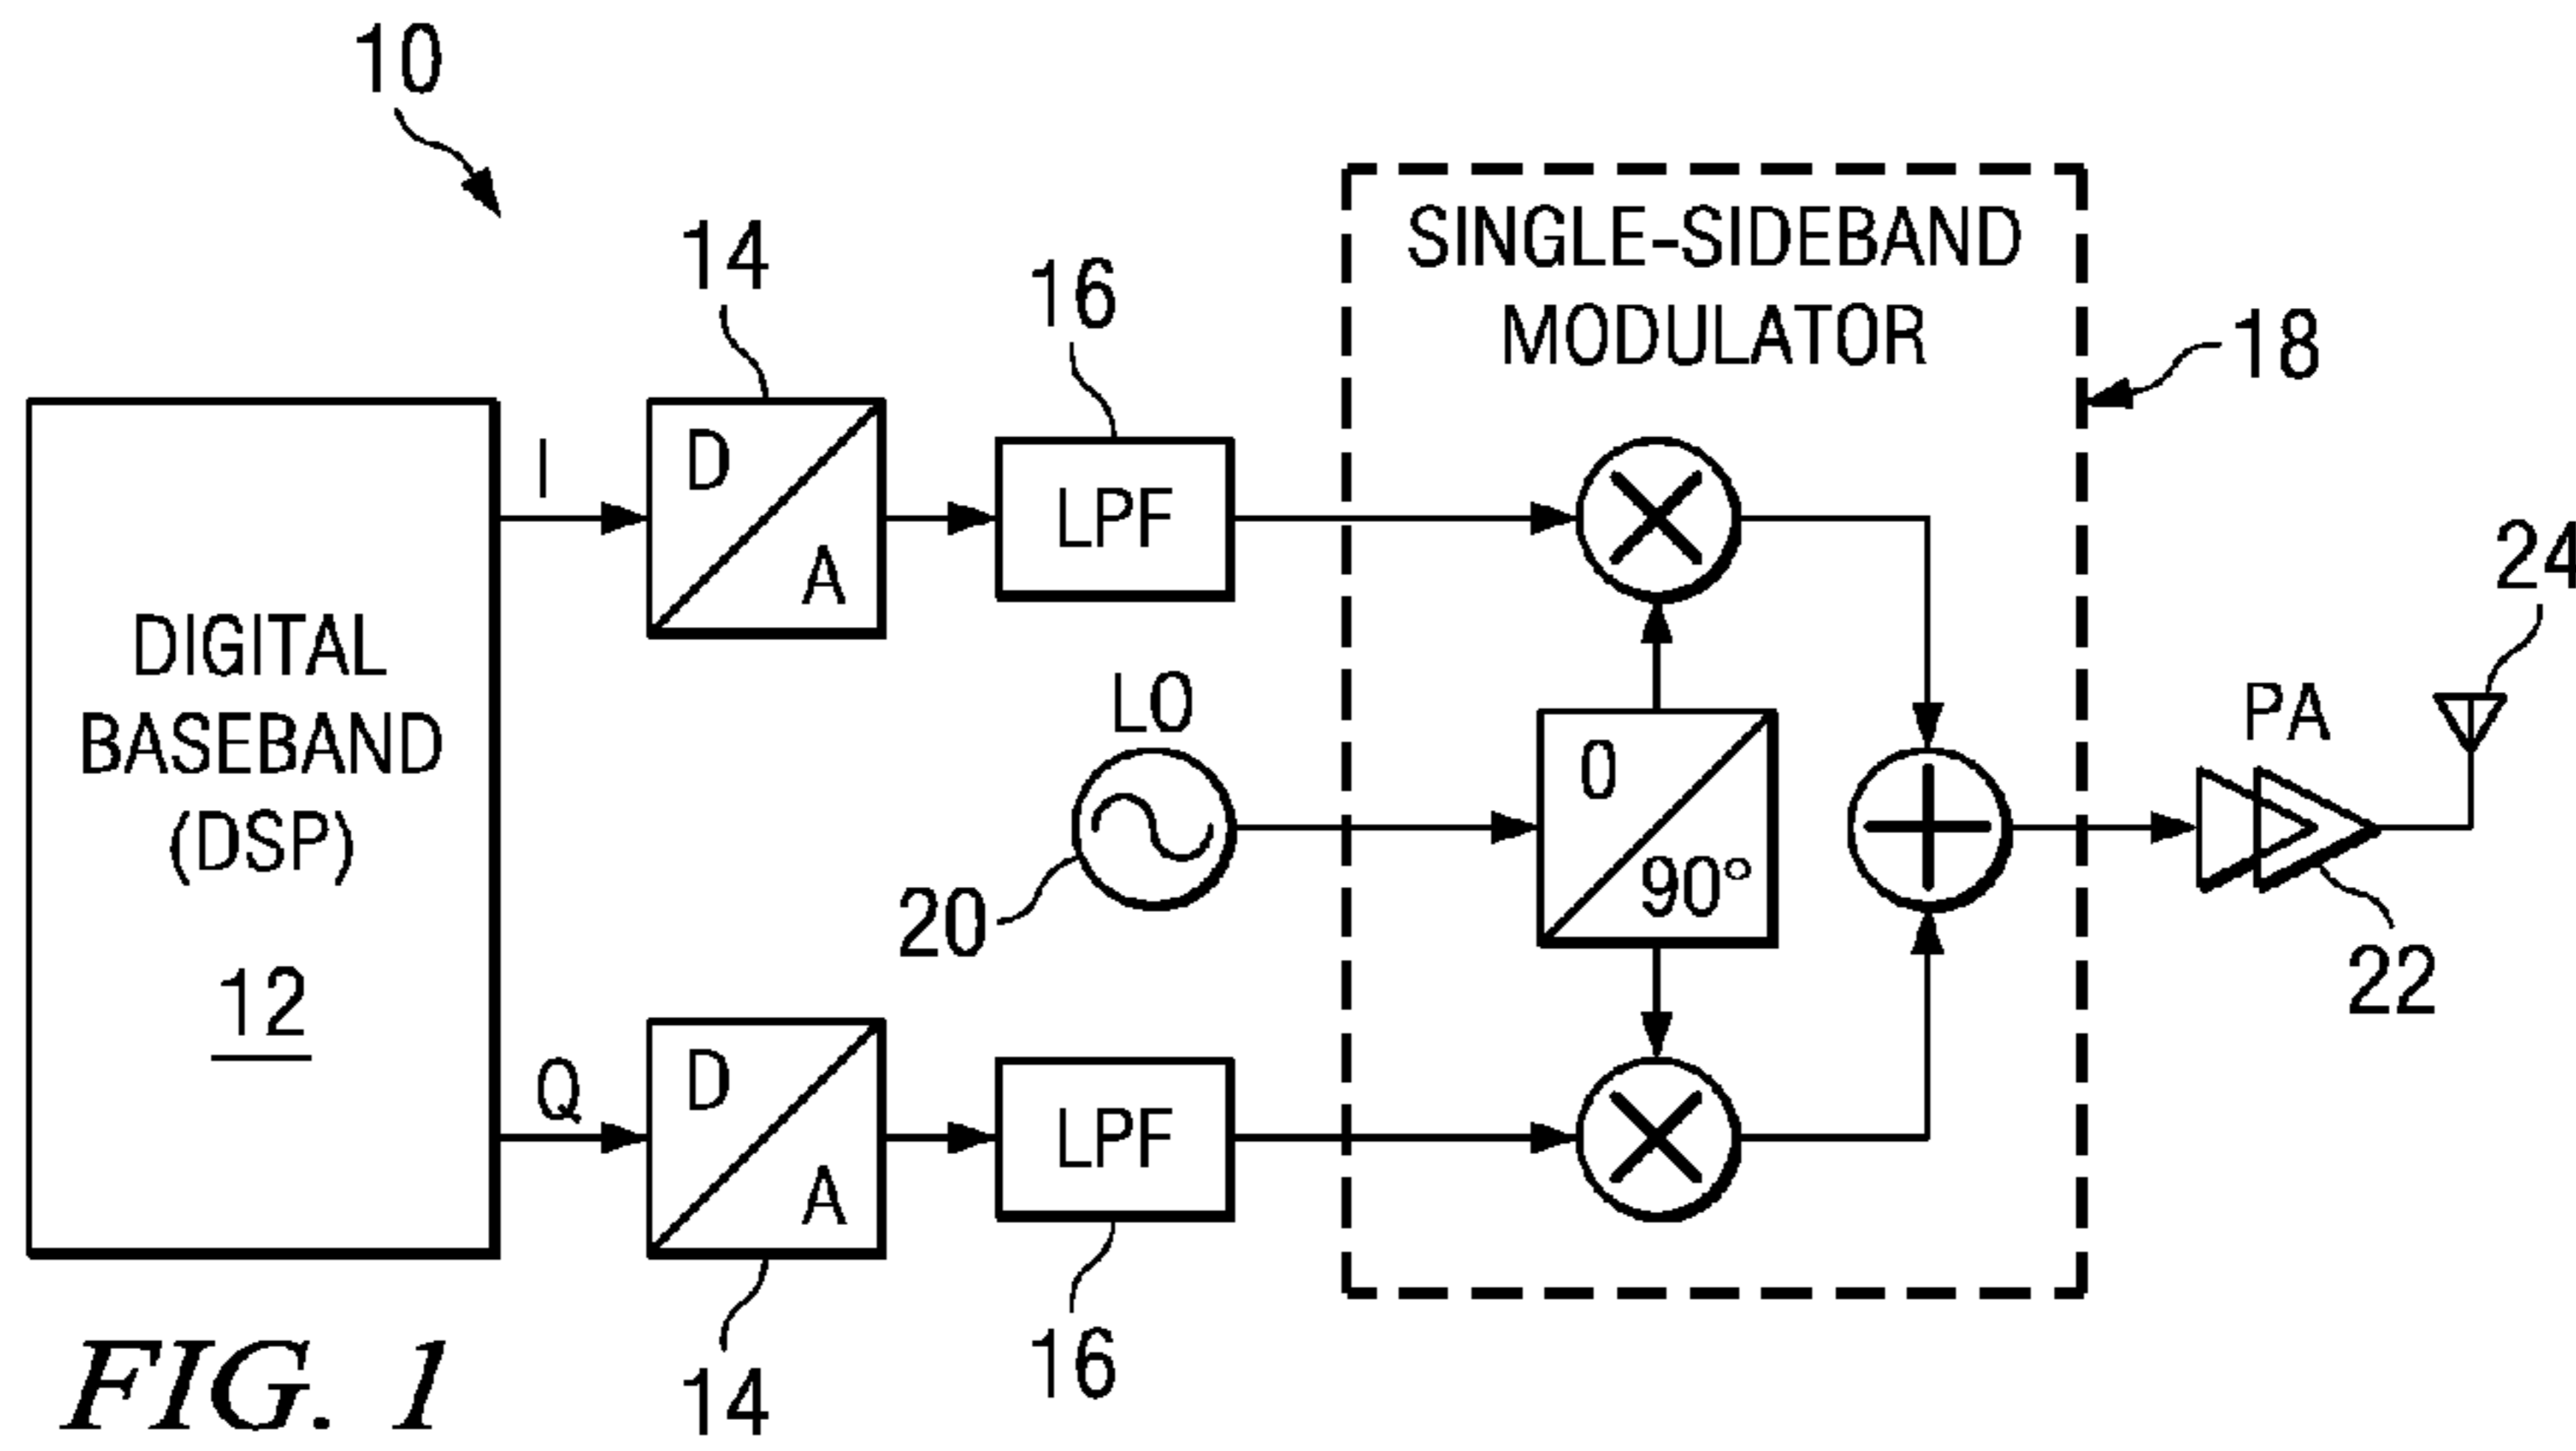 10
14
16
SINGLE-SIDEBAND
MODULATOR
18
I
D
A
LPF
24
DIGITAL
BASEBAND
(DSP)
12
LO
20
0
90°
PA
22
Q
D
A
LPF
14
16
FIG. 1